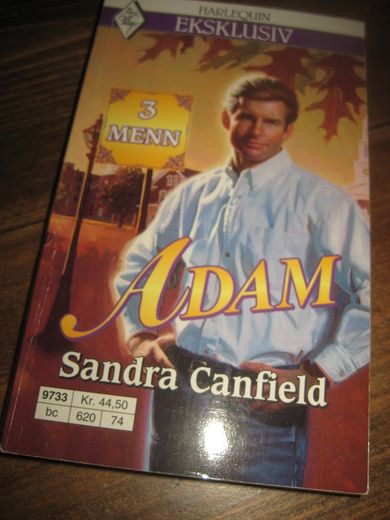 HARLEQUIN
EKSKLUSIV
3
MENN
ADAM
Sandra Canfield
9733 Kr. 44,50
bc 620 74